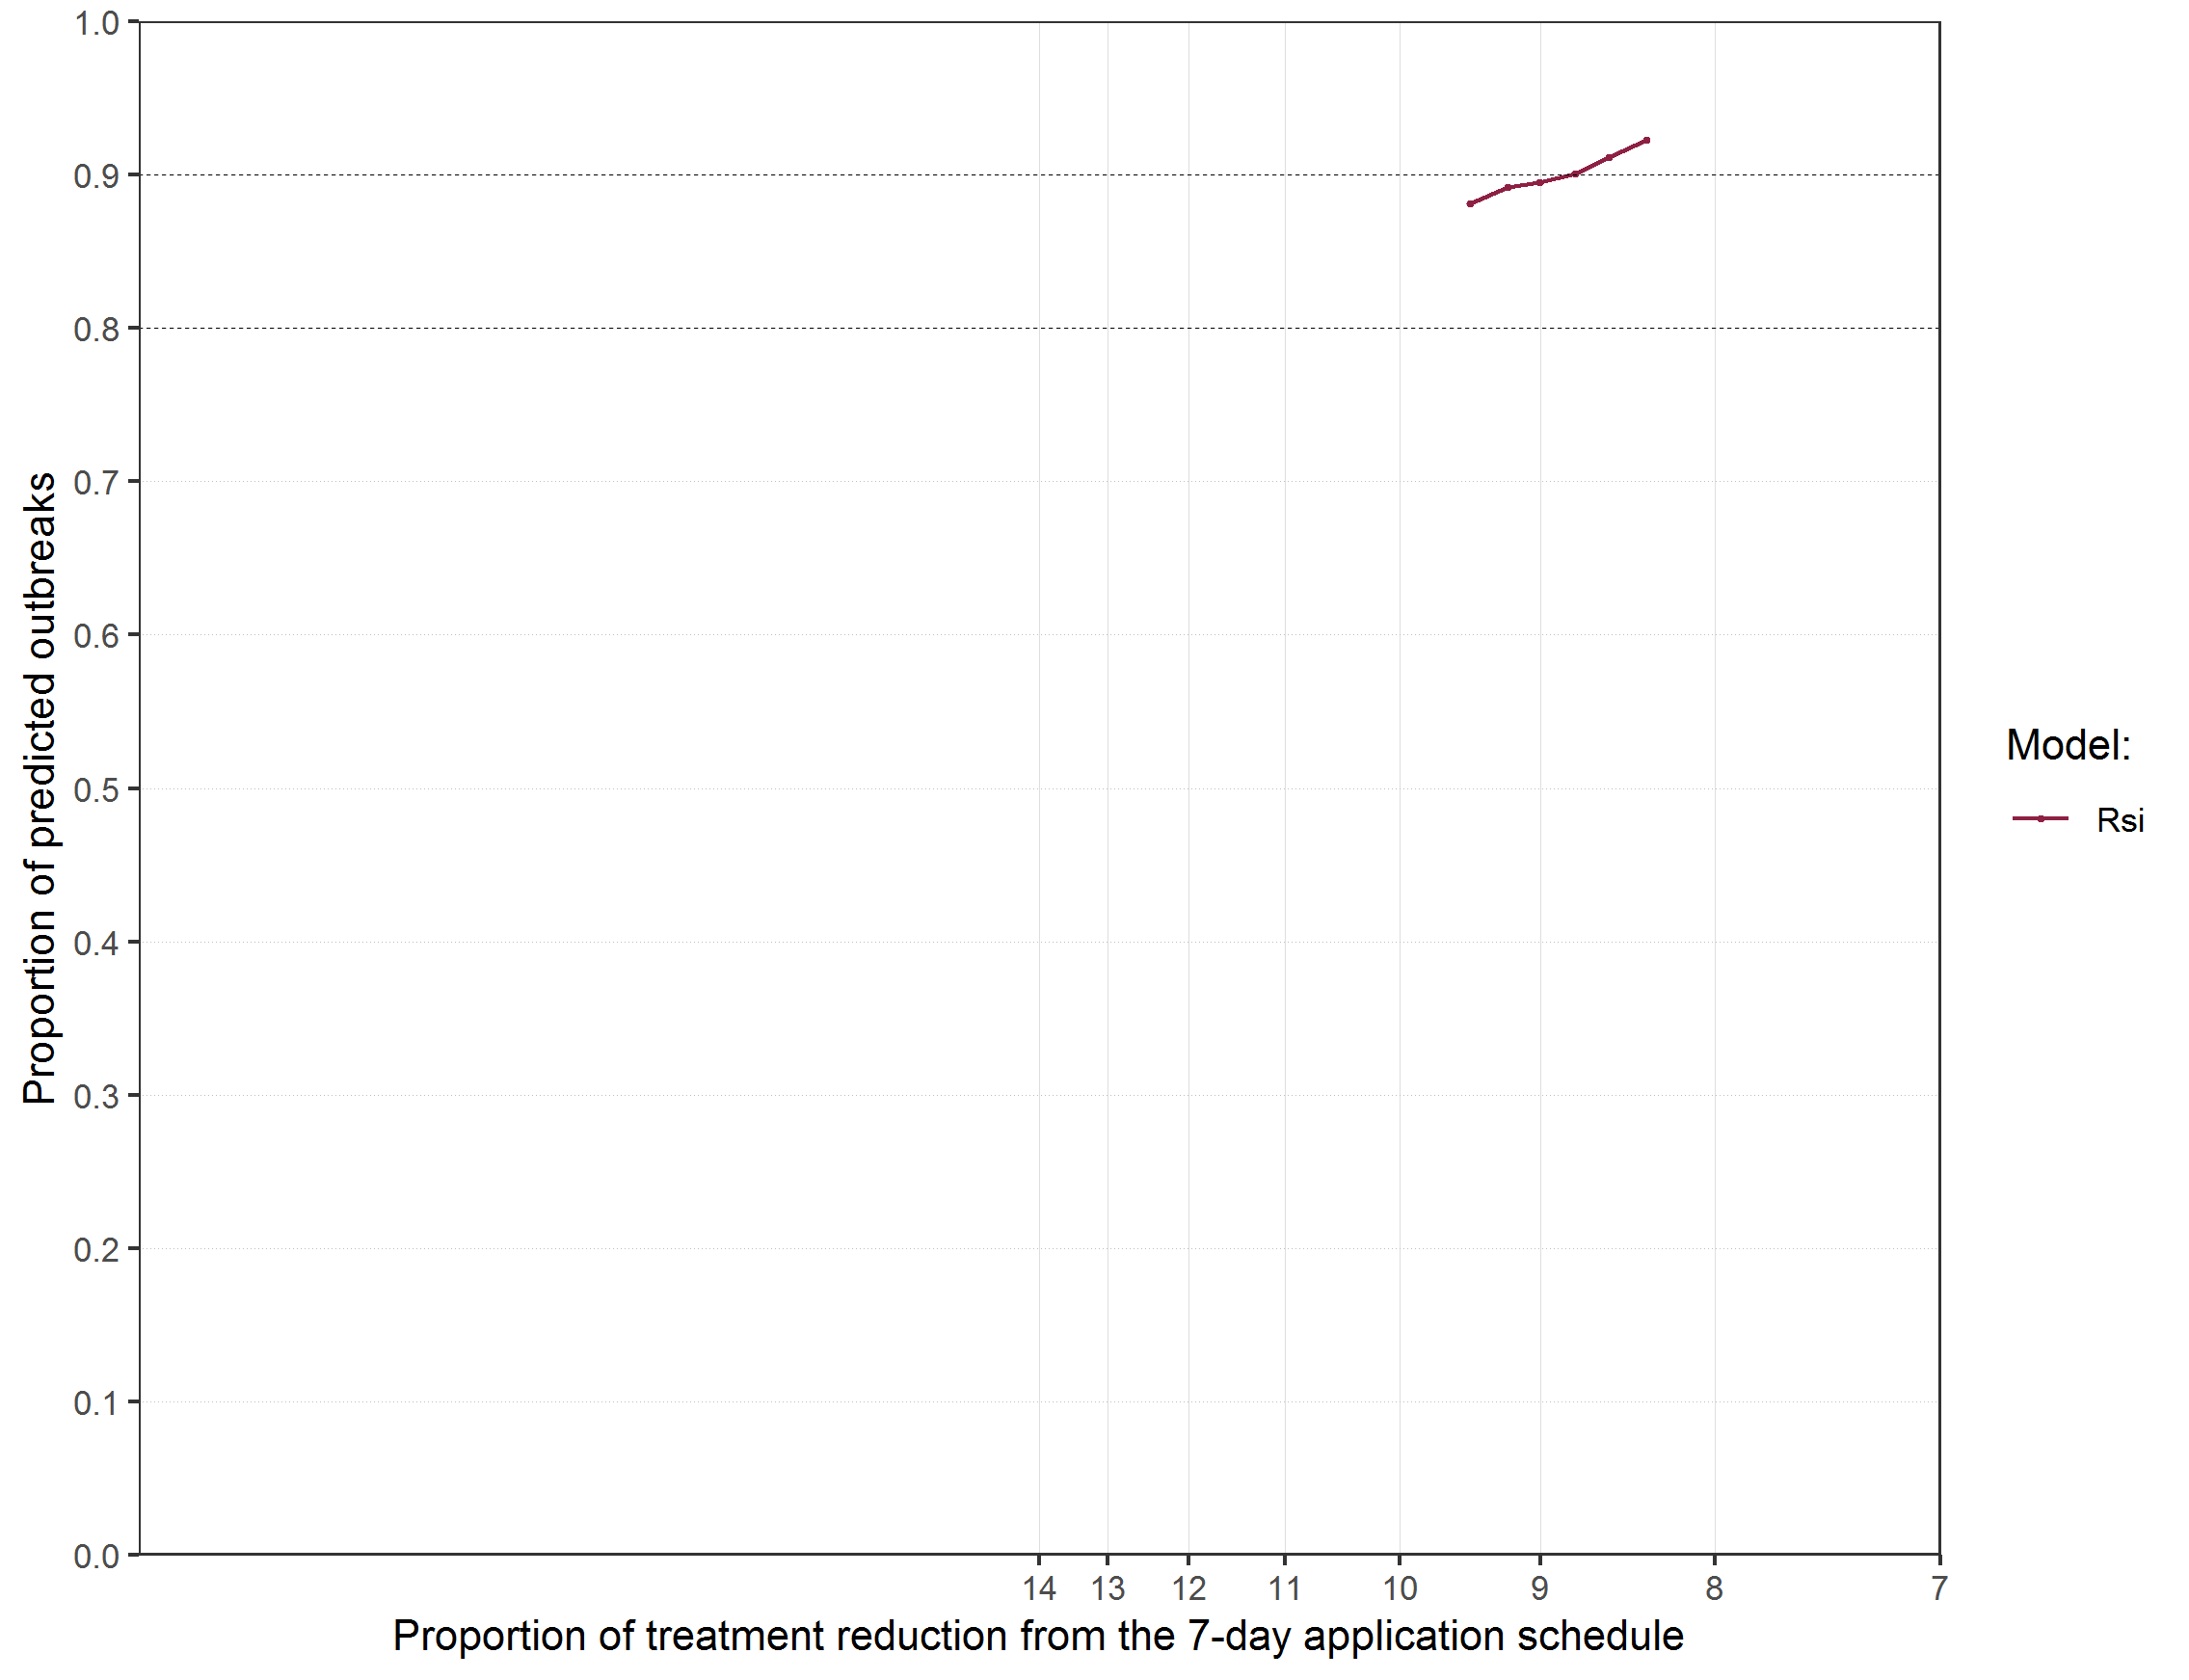 1.0
0.9
0.8
0.7
0.6
0.5
0.4
0.3
0.2
0.1
0.0
Proportion of predicted outbreaks
14 13 12 11 10 9 8 7
Proportion of treatment reduction from the 7-day application schedule
Model:
Rsi